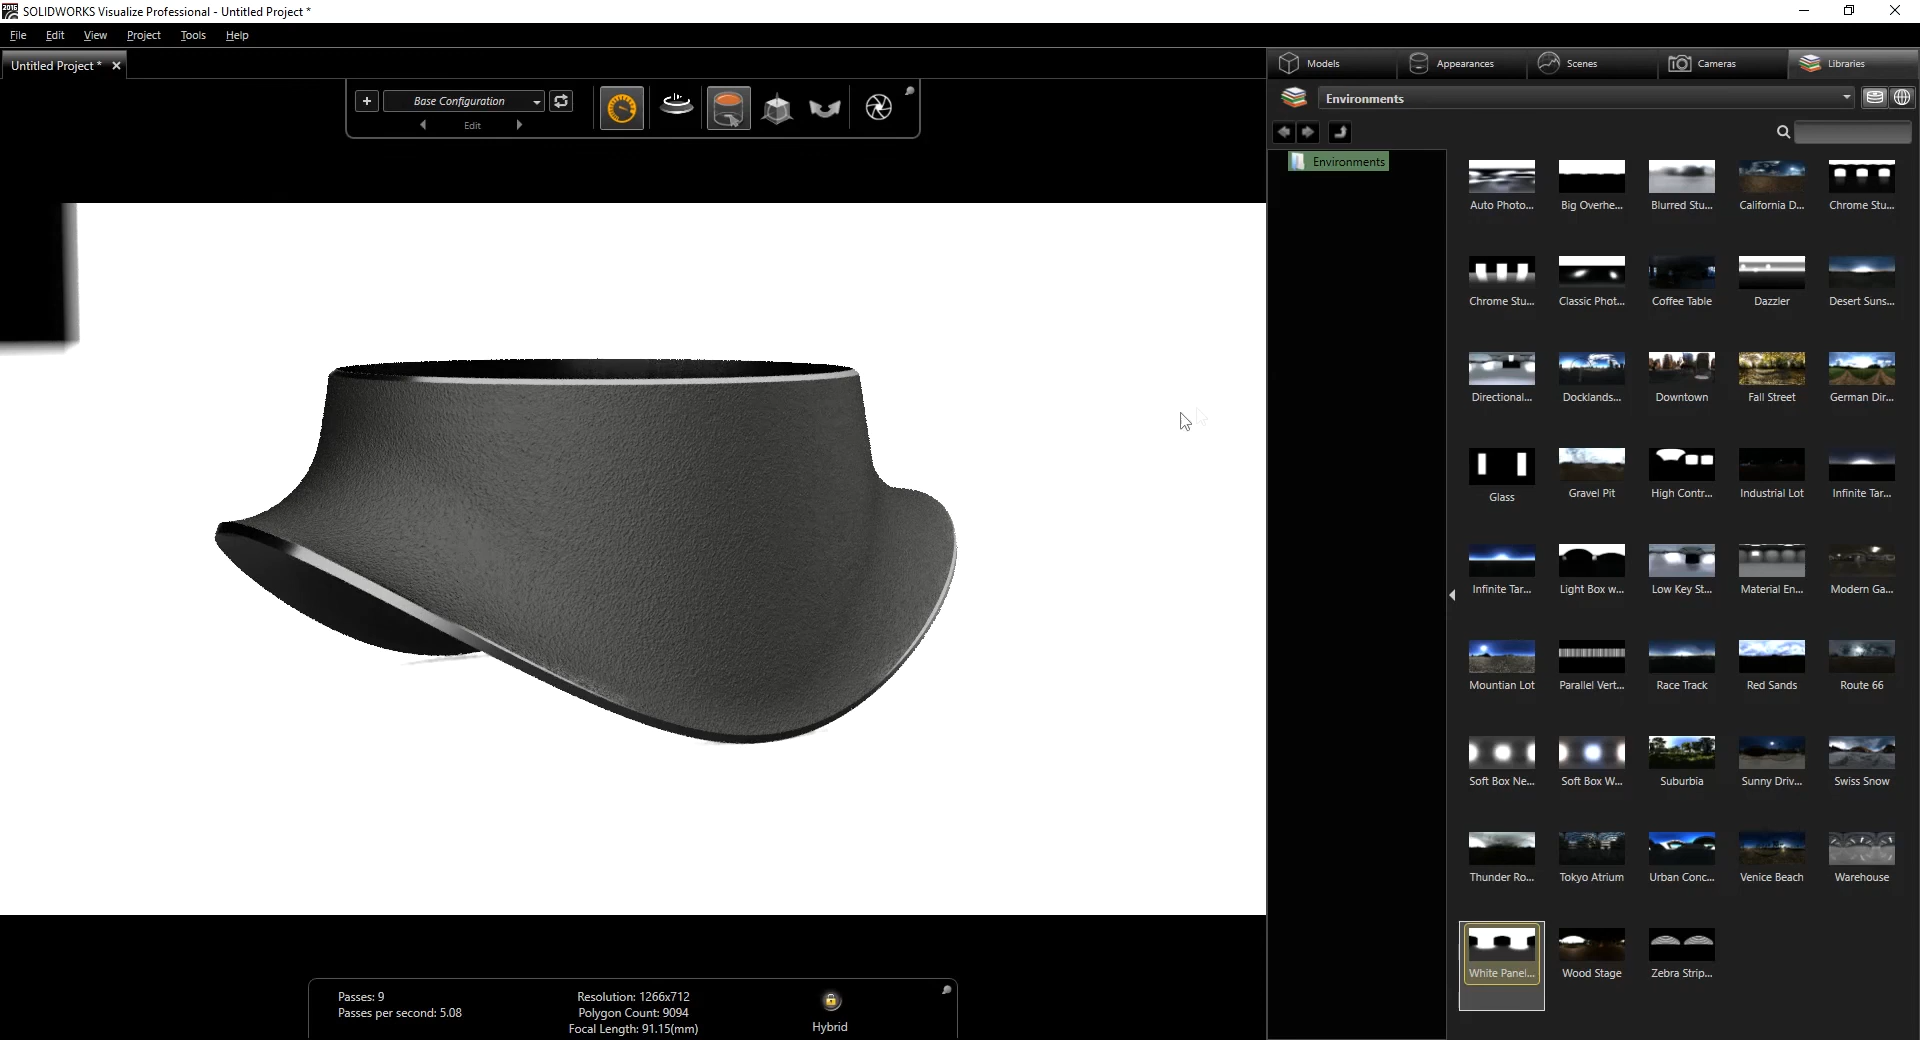 SOLIDWORKS Visualize Professional - Untitled Project *
File Edit View Project Tools Help
Untitled Project *
Base Configuration
Edit
Models Appearances Scenes Cameras Libraries
Environments
Environments
Auto Photo... Big Overhe... Blurred Stu... California D... Chrome Stu...
Chrome Stu... Classic Phot... Coffee Table Dazzler Desert Suns...
Directional... Docklands... Downtown Fall Street German Dir...
Glass Gravel Pit High Contr... Industrial Lot Infinite Tar...
Infinite Tar... Light Box w... Low Key St... Material En... Modern Ga...
Mountian Lot Parallel Vert... Race Track Red Sands Route 66
Soft Box Ne... Soft Box W... Suburbia Sunny Driv... Swiss Snow
Thunder Ro... Tokyo Atrium Urban Conc... Venice Beach Warehouse
White Panel... Wood Stage Zebra Strip...
Passes: 9
Passes per second: 5.08
Resolution: 1266x712
Polygon Count: 9094
Focal Length: 91.15(mm)
Hybrid